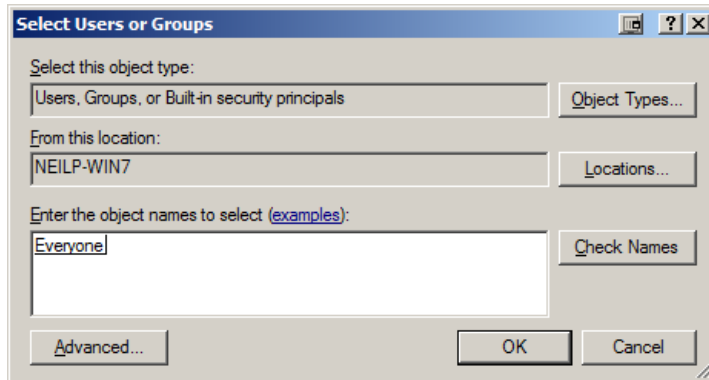 Select Users or Groups
Select this object type:
Users, Groups, or Built-in security principals
Object Types...
From this location:
NEILP-WIN7
Locations...
Enter the object names to select (examples):
Everyone
Check Names
Advanced...
OK
Cancel